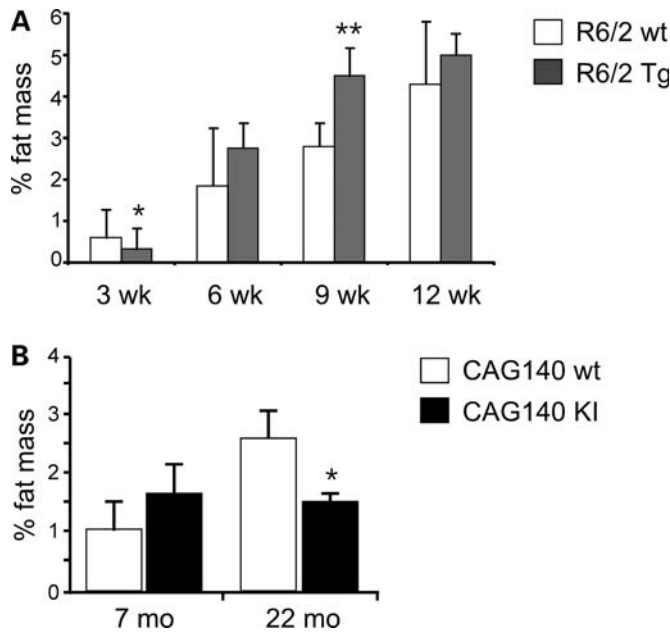 A
% fat mass
6
5
4
3
2
1
0
R6/2 wt
R6/2 Tg
*
**
3 wk
6 wk
9 wk
12 wk
B
% fat mass
4
3
2
1
0
CAG140 wt
CAG140 KI
*
7 mo
22 mo